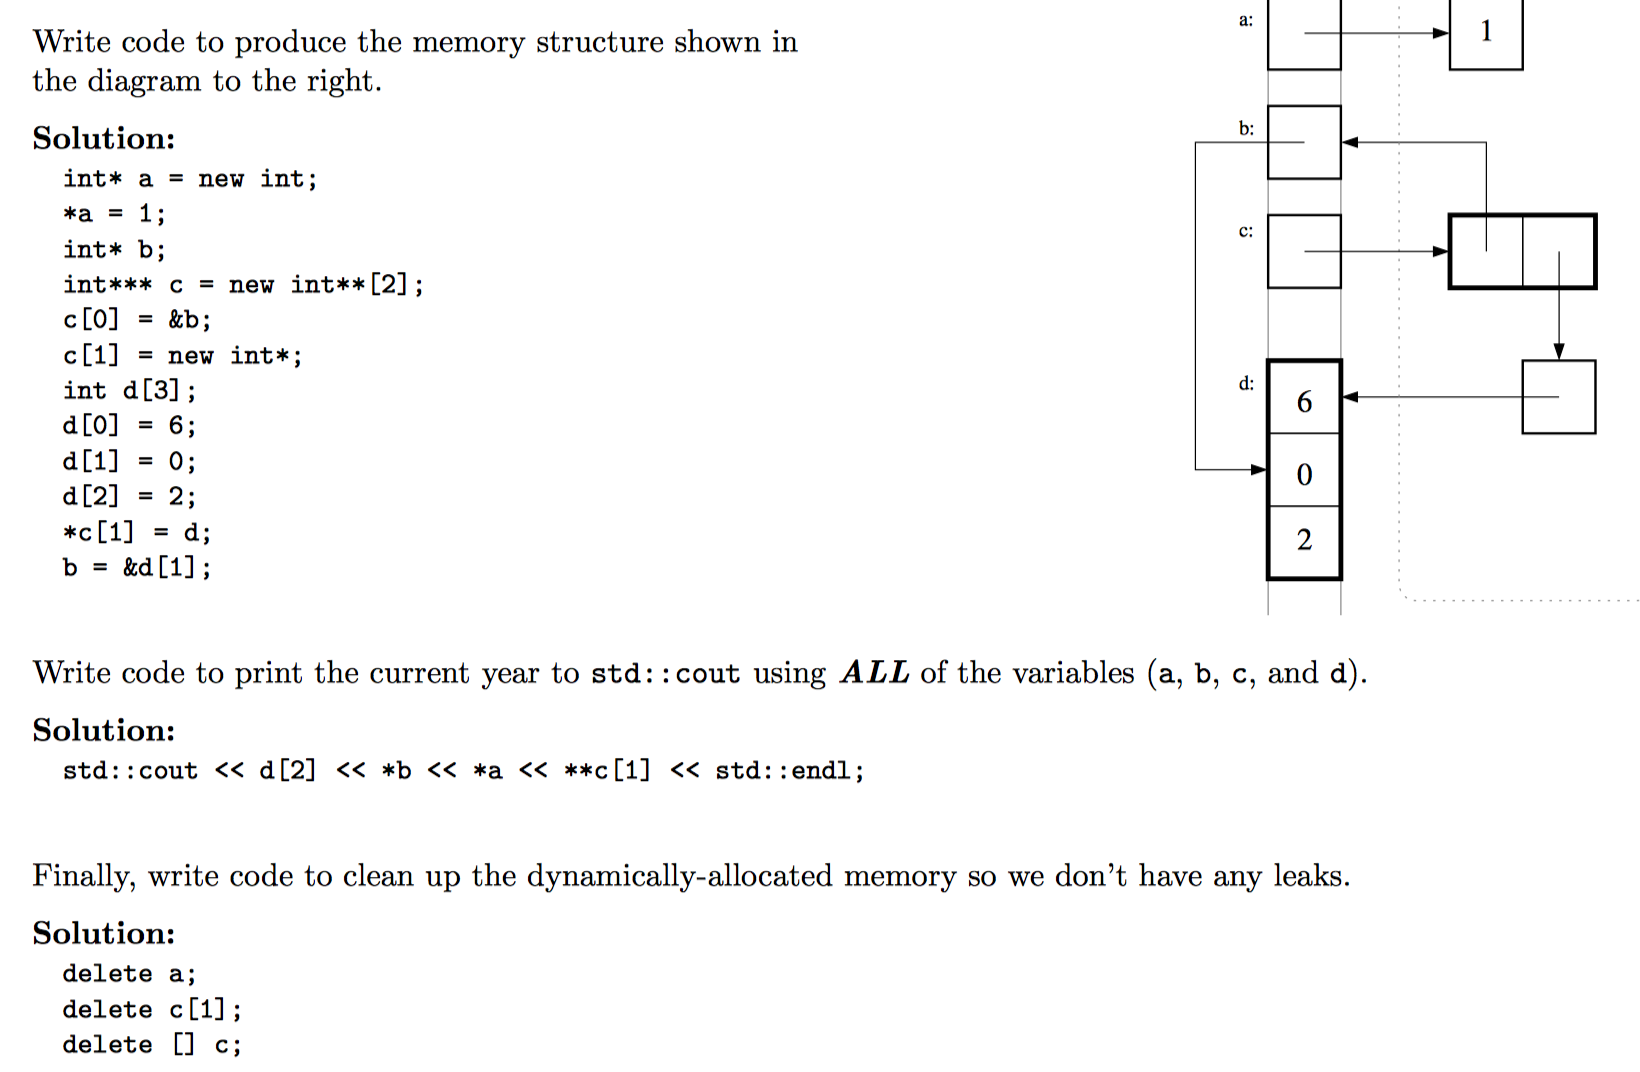 Write code to produce the memory structure shown in
the diagram to the right.
Solution:
int* a = new int;
*a = 1;
int* b;
int*** c = new int**[2];
c[0] = &b;
c[1] = new int*;
int d[3];
d[0] = 6;
d[1] = 0;
d[2] = 2;
*c[1] = d;
b = &d[1];
a:
1
b:
c:
d:
6
0
2
Write code to print the current year to std::cout using ALL of the variables (a, b, c, and d).
Solution:
std::cout << d[2] << *b << *a << **c[1] << std::endl;
Finally, write code to clean up the dynamically-allocated memory so we don't have any leaks.
Solution:
delete a;
delete c[1];
delete [] c;